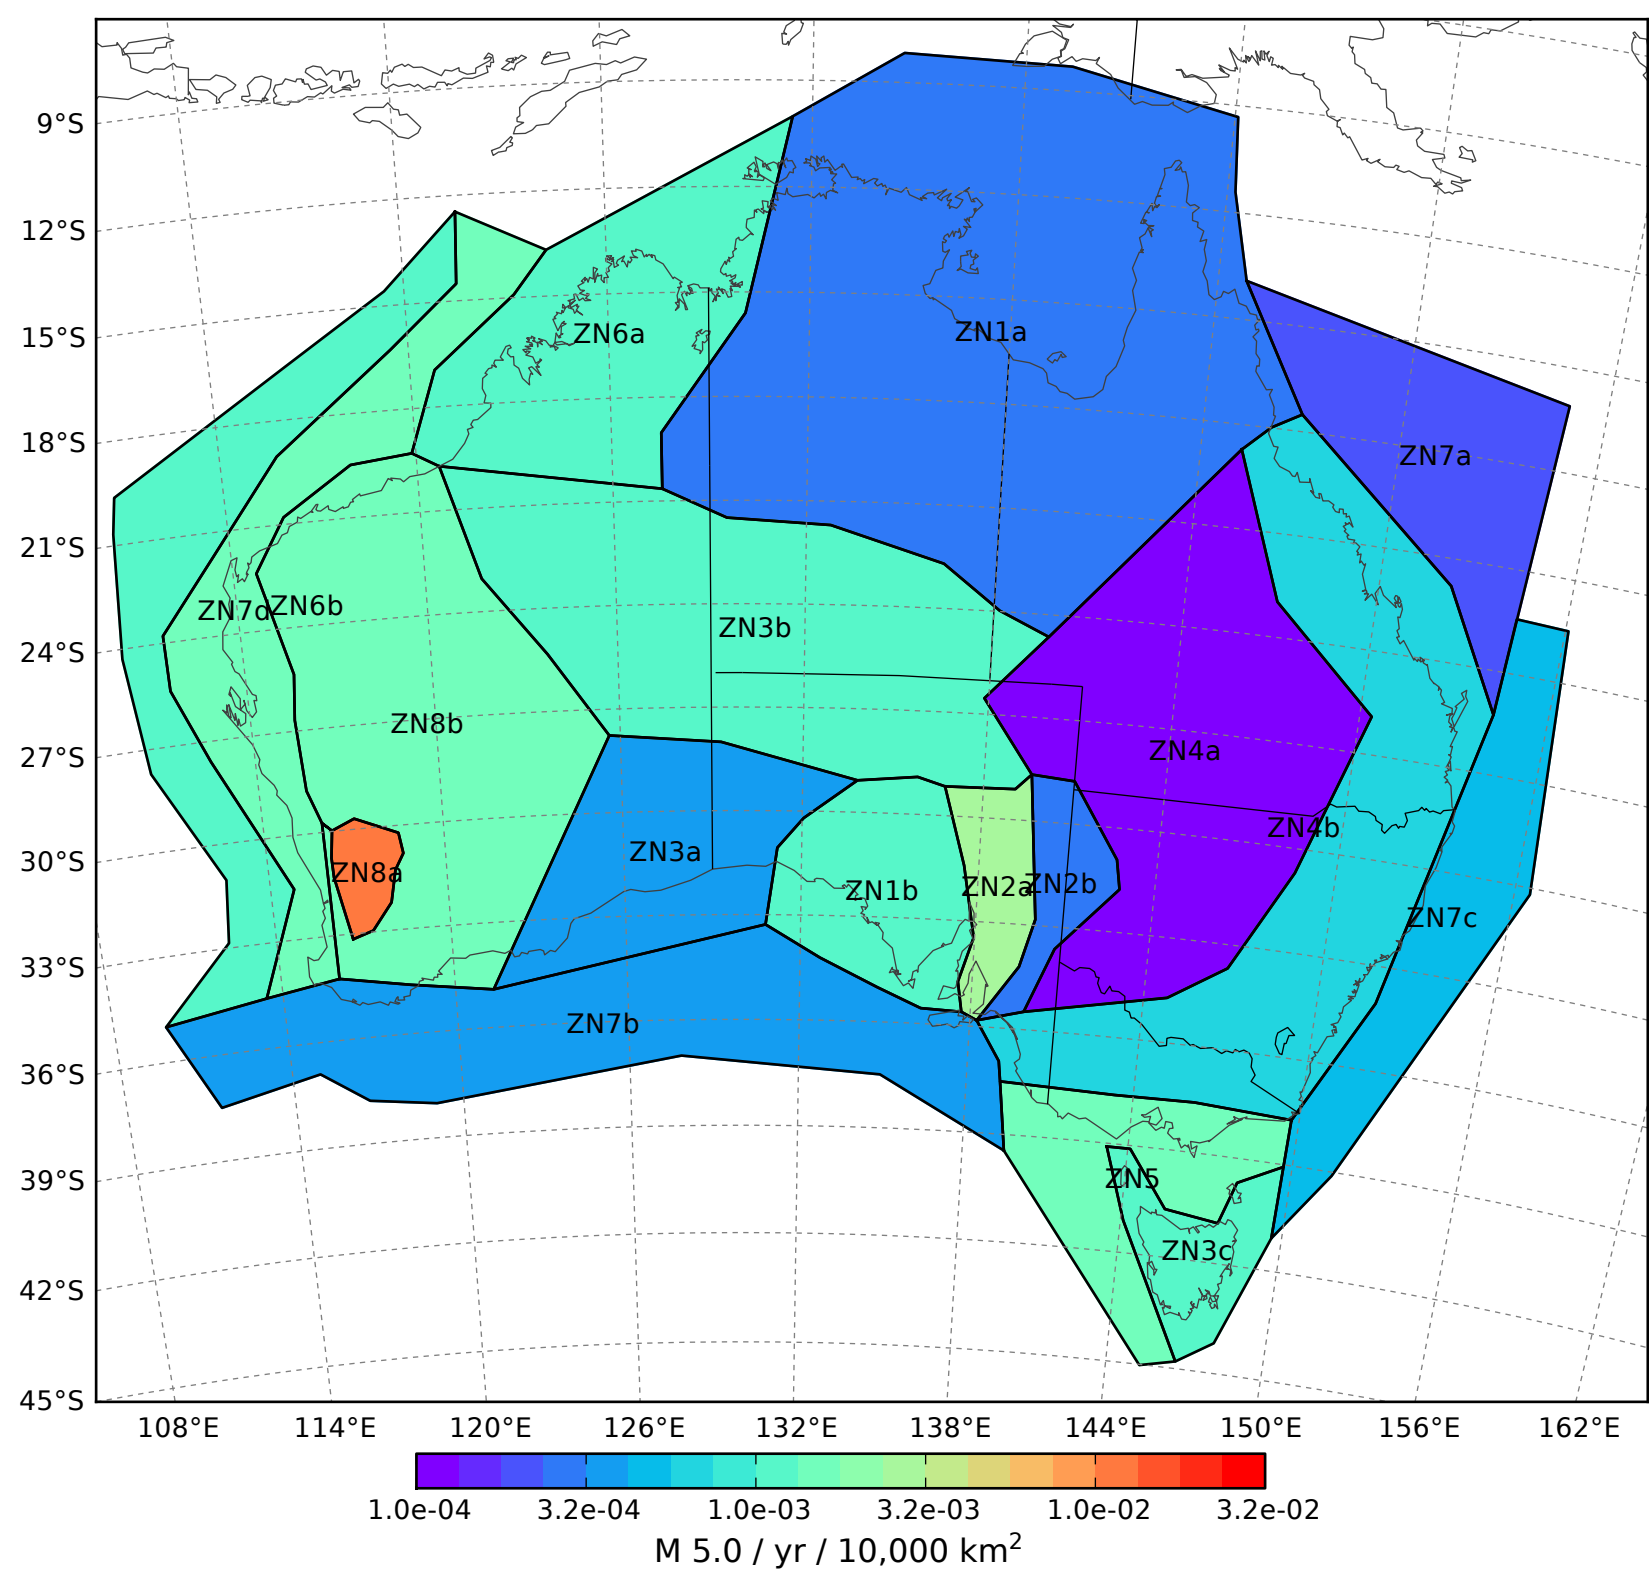 9°S
12°S
15°S
18°S
21°S
24°S
27°S
30°S
33°S
36°S
39°S
42°S
45°S
ZN6a
ZN1a
ZN7a
ZN7d
ZN6b
ZN3b
ZN8b
ZN4a
ZN4b
ZN3a
ZN8a
ZN1b
ZN2a
ZN2b
ZN7c
ZN7b
ZN5
ZN3c
108°E 114°E 120°E 126°E 132°E 138°E 144°E 150°E 156°E 162°E
1.0e-04 3.2e-04 1.0e-03 3.2e-03 1.0e-02 3.2e-02
M 5.0 / yr / 10,000 km²